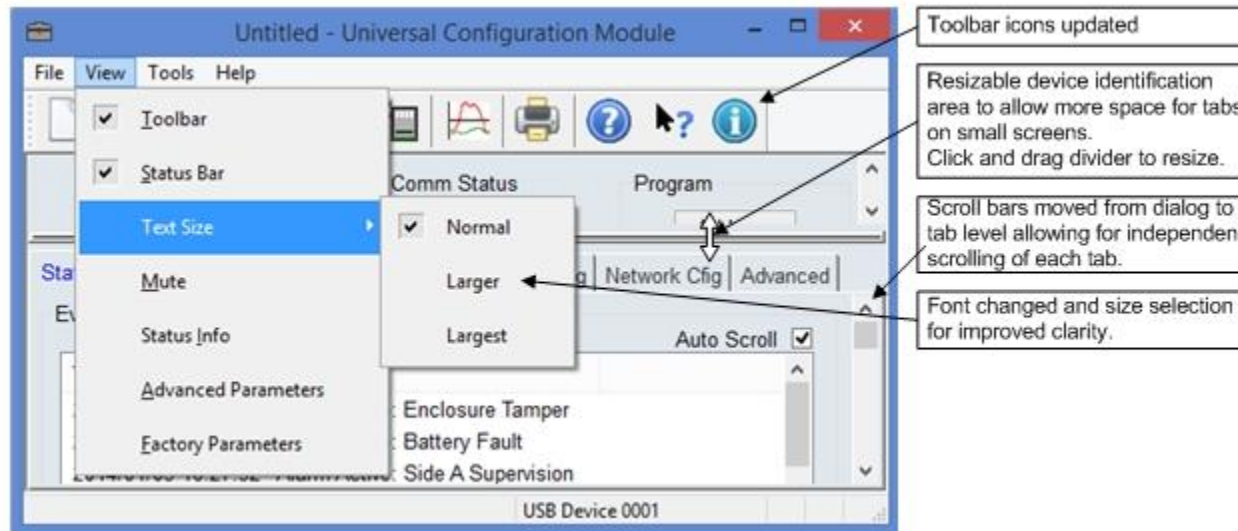 Untitled - Universal Configuration Module
File View Tools Help
Toolbar
Status Bar
Text Size
Mute
Status Info
Advanced Parameters
Factory Parameters
Normal
Larger
Largest
Comm Status Program
Network Cfig Advanced
Auto Scroll
: Enclosure Tamper
: Battery Fault
: Side A Supervision
USB Device 0001
Toolbar icons updated
Resizable device identification
area to allow more space for tabs
on small screens.
Click and drag divider to resize.
Scroll bars moved from dialog to
tab level allowing for independen
scrolling of each tab.
Font changed and size selection
for improved clarity.